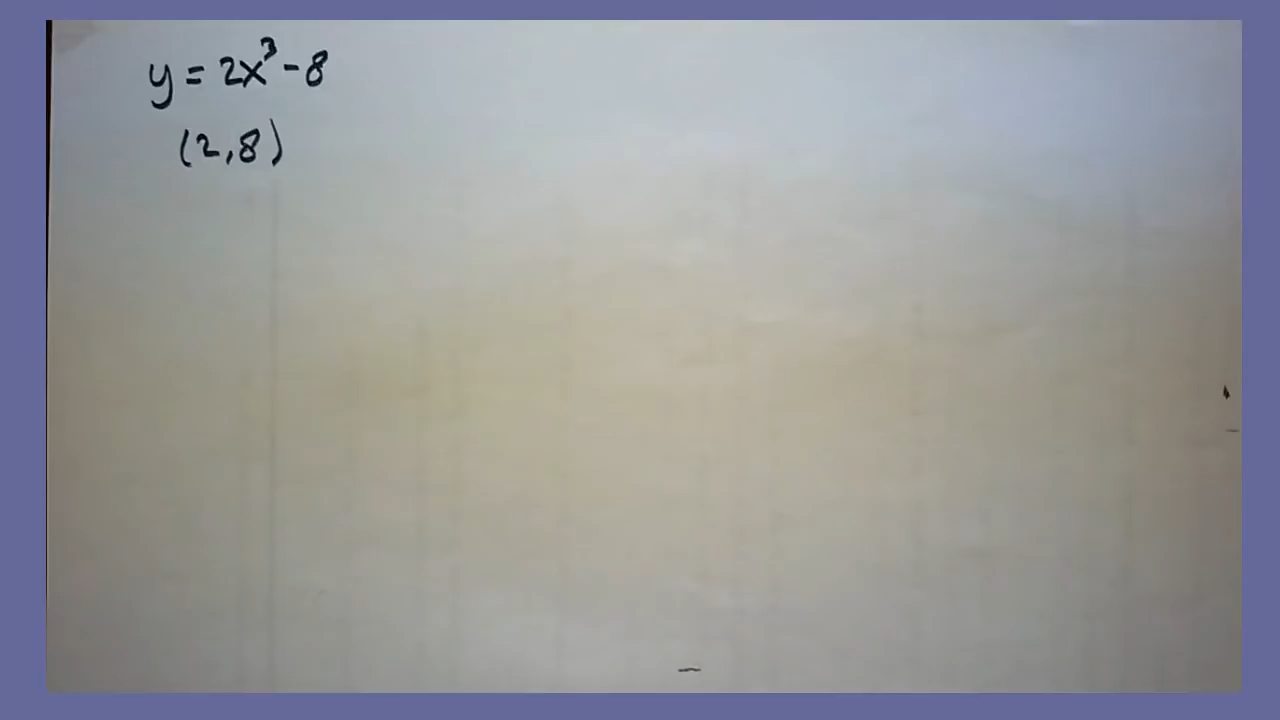 y = 2x³ - 8
(2, 8)